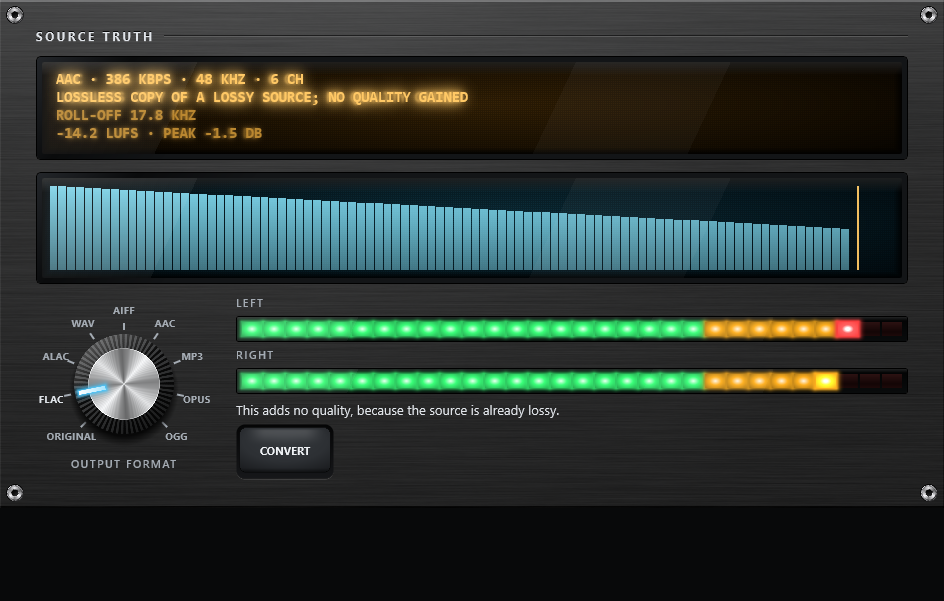 SOURCE TRUTH
AAC · 386 KBPS · 48 KHZ · 6 CH
LOSSLESS COPY OF A LOSSY SOURCE; NO QUALITY GAINED
ROLL-OFF 17.8 KHZ
-14.2 LUFS · PEAK -1.5 DB
LEFT
RIGHT
This adds no quality, because the source is already lossy.
CONVERT
AIFF
WAV
AAC
ALAC
MP3
FLAC
OPUS
ORIGINAL
OGG
OUTPUT FORMAT